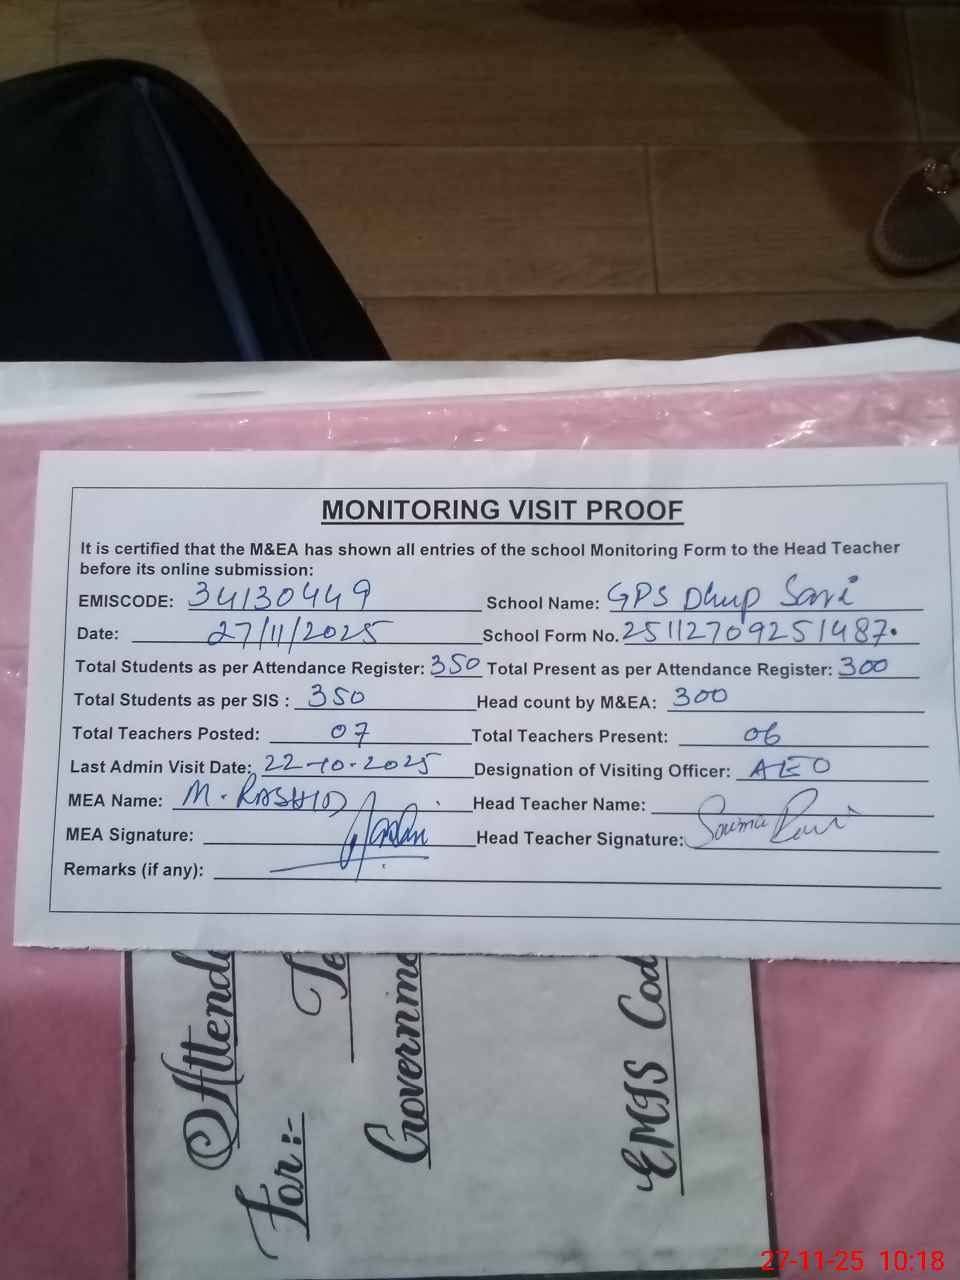 MONITORING VISIT PROOF
It is certified that the M&EA has shown all entries of the school Monitoring Form to the Head Teacher
before its online submission:
EMISCODE: 34130449 School Name: GPS Dhup Sari
Date: 27/11/2025 School Form No. 25112709251487.
Total Students as per Attendance Register: 350 Total Present as per Attendance Register: 300
Total Students as per SIS : 350 Head count by M&EA: 300
Total Teachers Posted: 07 Total Teachers Present: 06
Last Admin Visit Date: 22-10-2025 Designation of Visiting Officer: AEO
MEA Name: M. RASHID Head Teacher Name:
MEA Signature: Head Teacher Signature:
Remarks (if any):
Attend
For:- Te
Governme
EMIS Cod
27-11-25 10:18